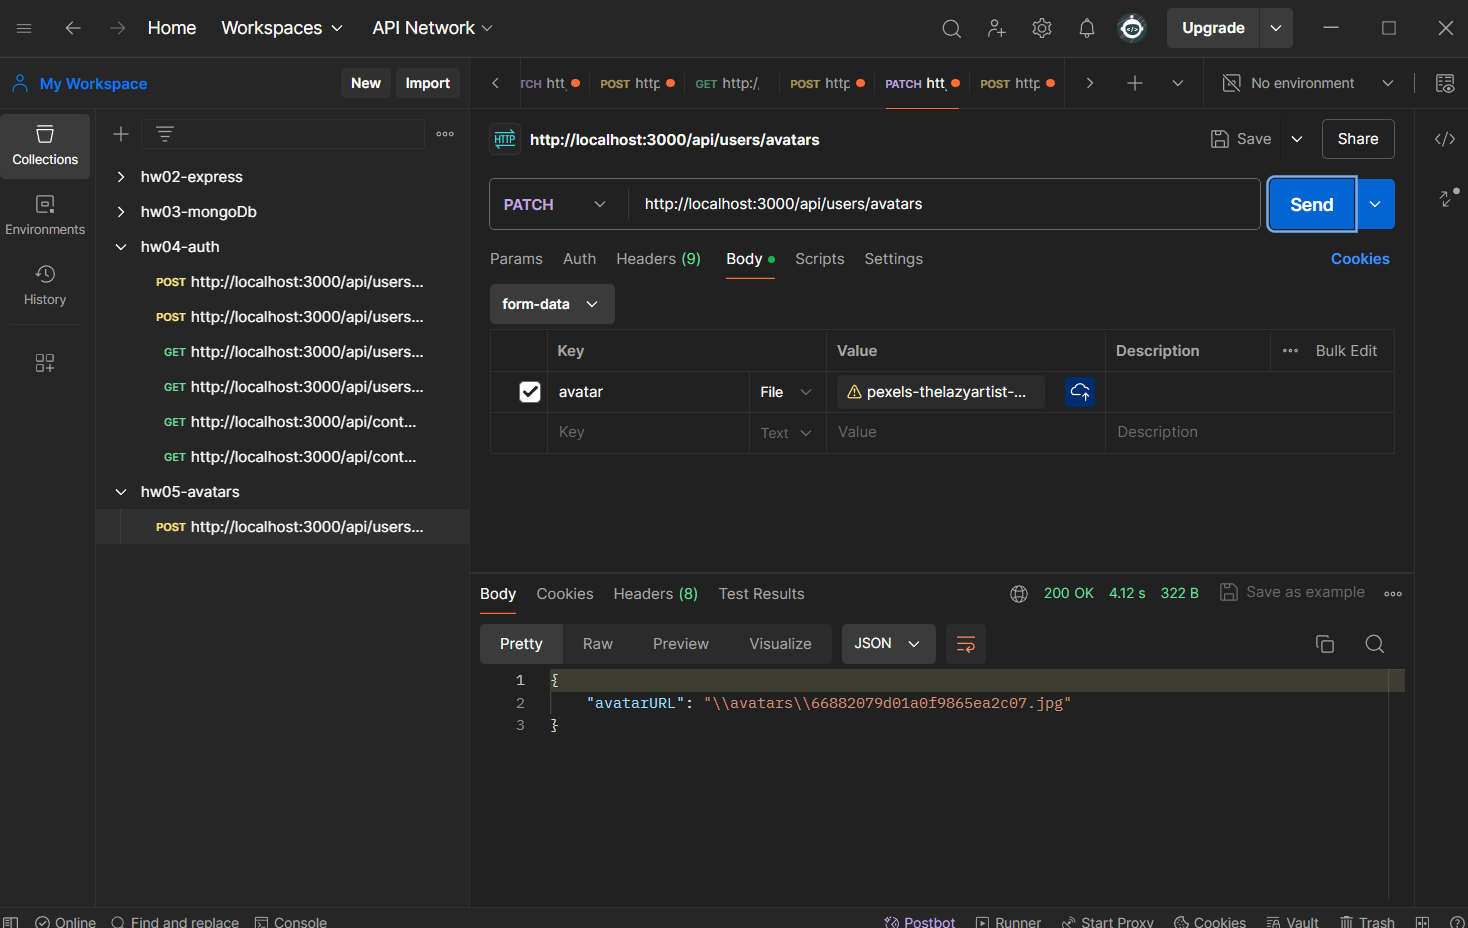 Home Workspaces API Network Upgrade
My Workspace New Import
TCH htt POST http GET http:/ POST http PATCH htt POST http No environment
Collections
Environments
History
hw02-express
hw03-mongoDb
hw04-auth
POST http://localhost:3000/api/users...
POST http://localhost:3000/api/users...
GET http://localhost:3000/api/users...
GET http://localhost:3000/api/users...
GET http://localhost:3000/api/cont...
GET http://localhost:3000/api/cont...
hw05-avatars
POST http://localhost:3000/api/users...
HTTP http://localhost:3000/api/users/avatars Save Share
PATCH http://localhost:3000/api/users/avatars Send
Params Auth Headers (9) Body Scripts Settings Cookies
form-data
Key Value Description Bulk Edit
avatar File pexels-thelazyartist-...
Key Text Value Description
Body Cookies Headers (8) Test Results 200 OK 4.12 s 322 B Save as example
Pretty Raw Preview Visualize JSON
1 {
2 "avatarURL": "\\avatars\\66882079d01a0f9865ea2c07.jpg"
3 }
Online Find and replace Console Postbot Runner Start Proxy Cookies Vault Trash